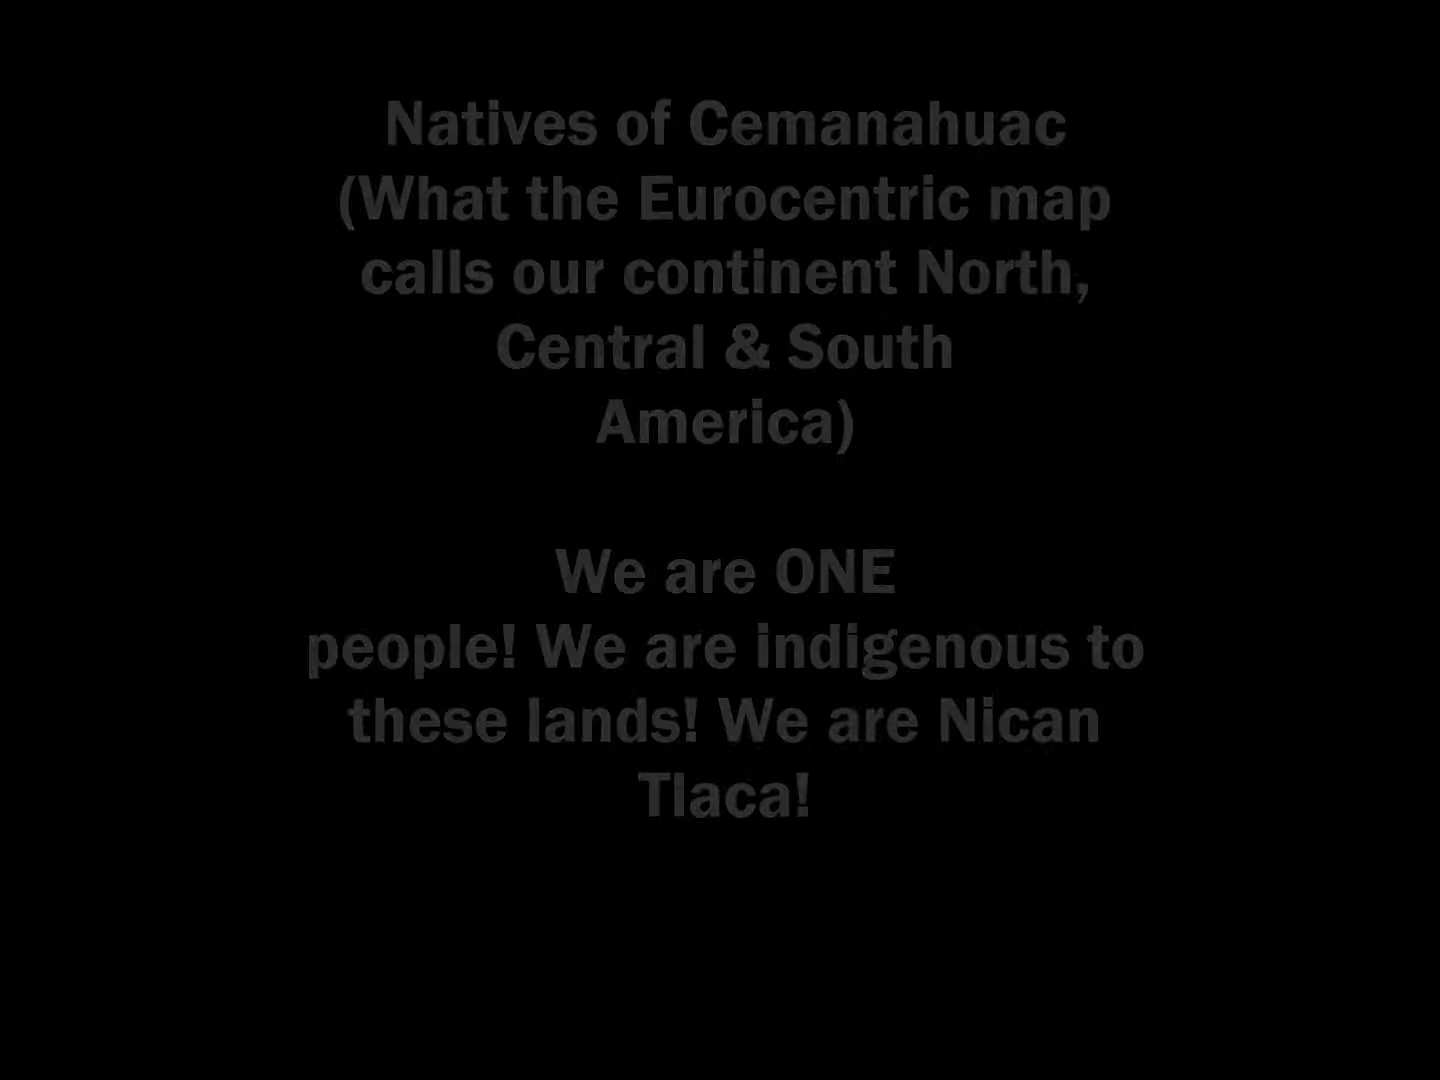 Natives of Cemanahuac
(What the Eurocentric map
calls our continent North,
Central & South
America)
We are ONE
people! We are indigenous to
these lands! We are Nican
Tlaca!